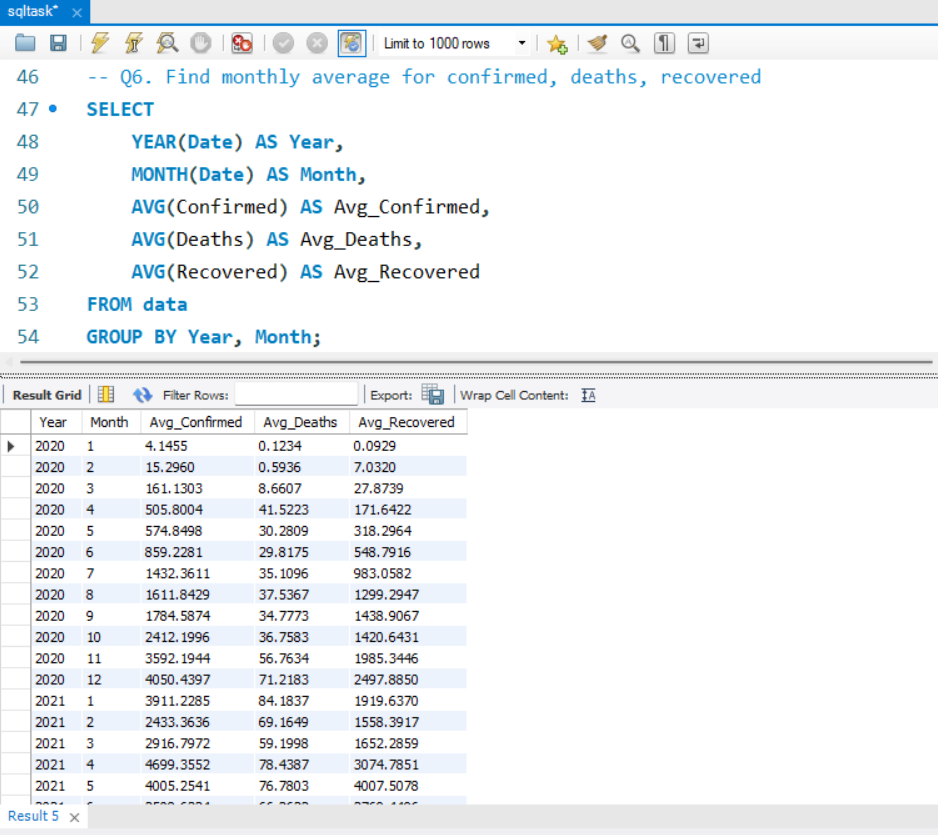 sqltask*
Limit to 1000 rows
46 -- Q6. Find monthly average for confirmed, deaths, recovered
47 SELECT
48 YEAR(Date) AS Year,
49 MONTH(Date) AS Month,
50 AVG(Confirmed) AS Avg_Confirmed,
51 AVG(Deaths) AS Avg_Deaths,
52 AVG(Recovered) AS Avg_Recovered
53 FROM data
54 GROUP BY Year, Month;
Result Grid Filter Rows: Export: Wrap Cell Content:
Year Month Avg_Confirmed Avg_Deaths Avg_Recovered
2020 1 4.1455 0.1234 0.0929
2020 2 15.2960 0.5936 7.0320
2020 3 161.1303 8.6607 27.8739
2020 4 505.8004 41.5223 171.6422
2020 5 574.8498 30.2809 318.2964
2020 6 859.2281 29.8175 548.7916
2020 7 1432.3611 35.1096 983.0582
2020 8 1611.8429 37.5367 1299.2947
2020 9 1784.5874 34.7773 1438.9067
2020 10 2412.1996 36.7583 1420.6431
2020 11 3592.1944 56.7634 1985.3446
2020 12 4050.4397 71.2183 2497.8850
2021 1 3911.2285 84.1837 1919.6370
2021 2 2433.3636 69.1649 1558.3917
2021 3 2916.7972 59.1998 1652.2859
2021 4 4699.3552 78.4387 3074.7851
2021 5 4005.2541 76.7803 4007.5078
Result 5